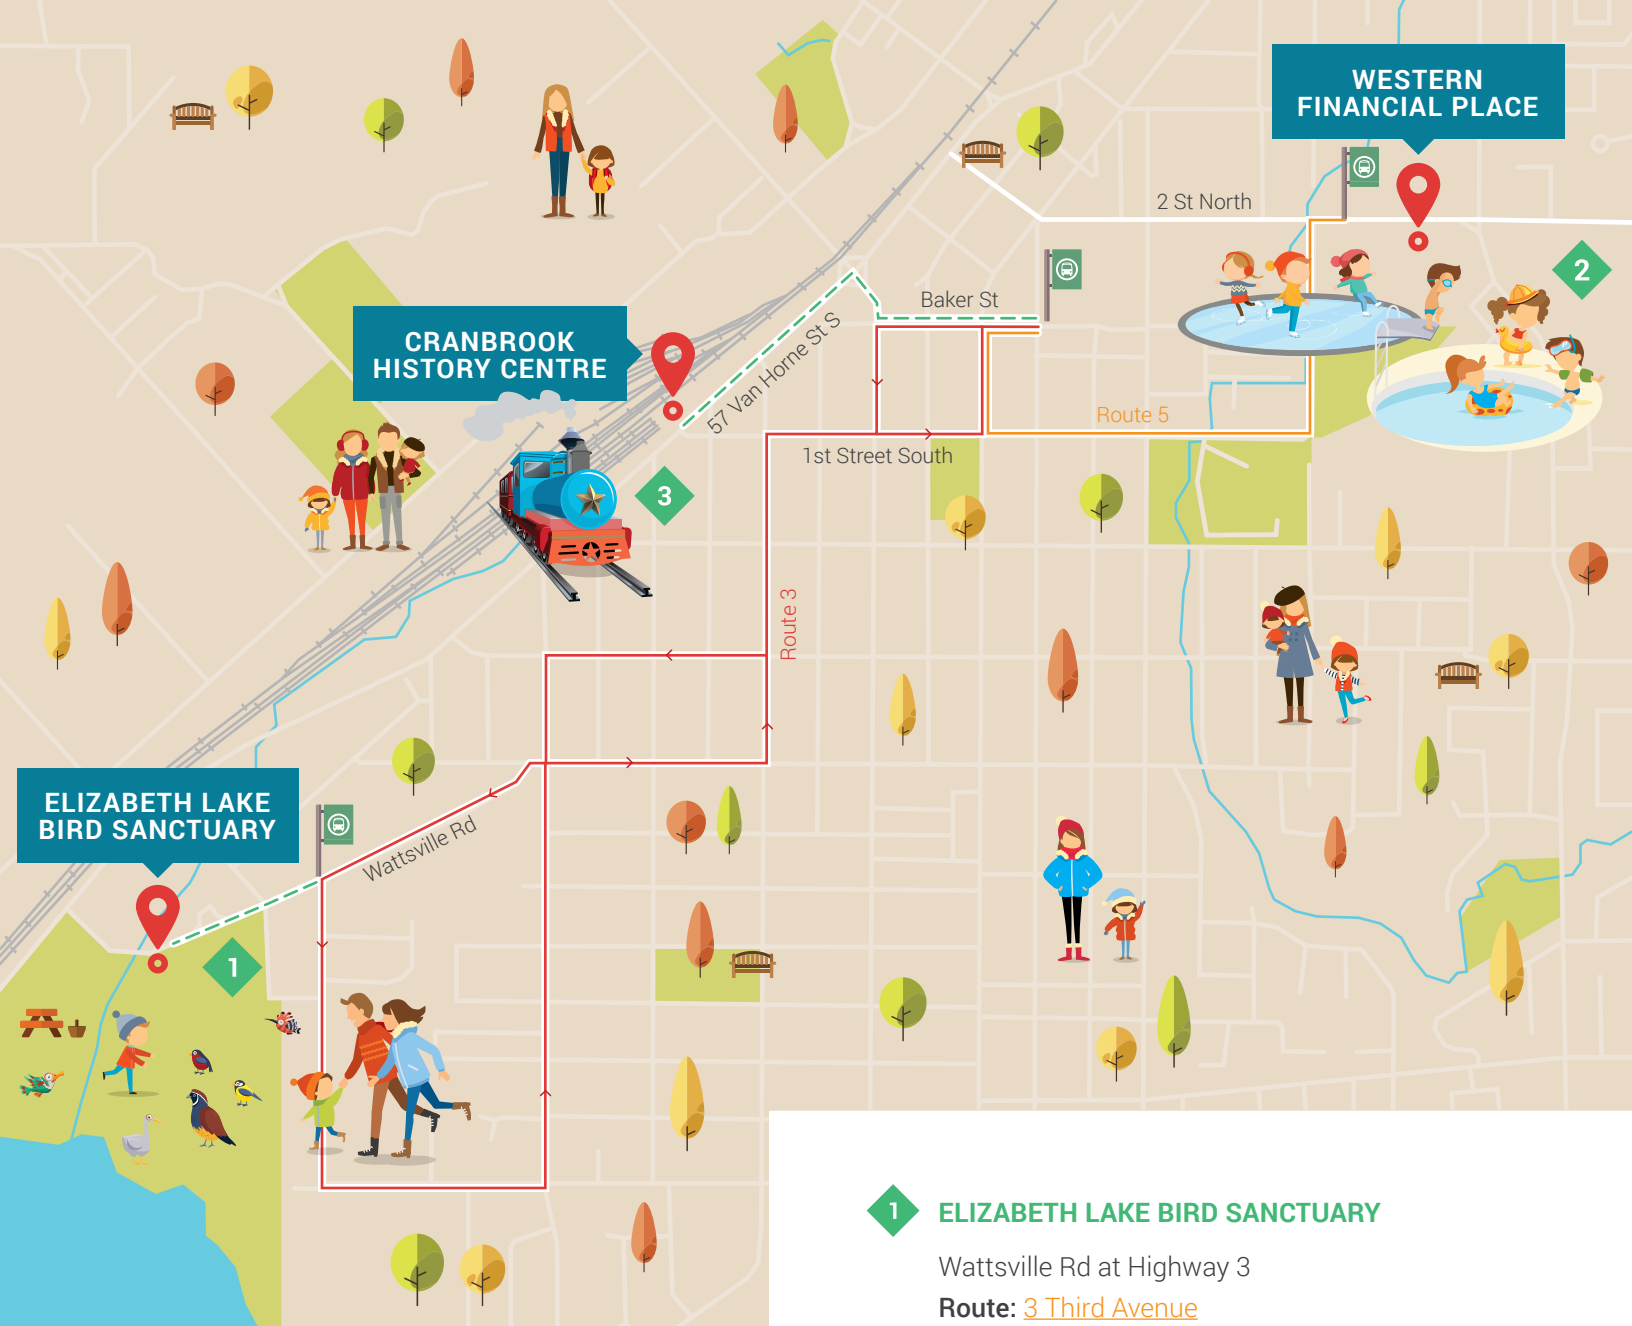 WESTERN
FINANCIAL PLACE
2 St North
2
Baker St
CRANBROOK
HISTORY CENTRE
57 Van Horne St S
Route 5
1st Street South
3
Route 3
ELIZABETH LAKE
BIRD SANCTUARY
Wattsville Rd
1
1
ELIZABETH LAKE BIRD SANCTUARY
Wattsville Rd at Highway 3
Route: 3 Third Avenue